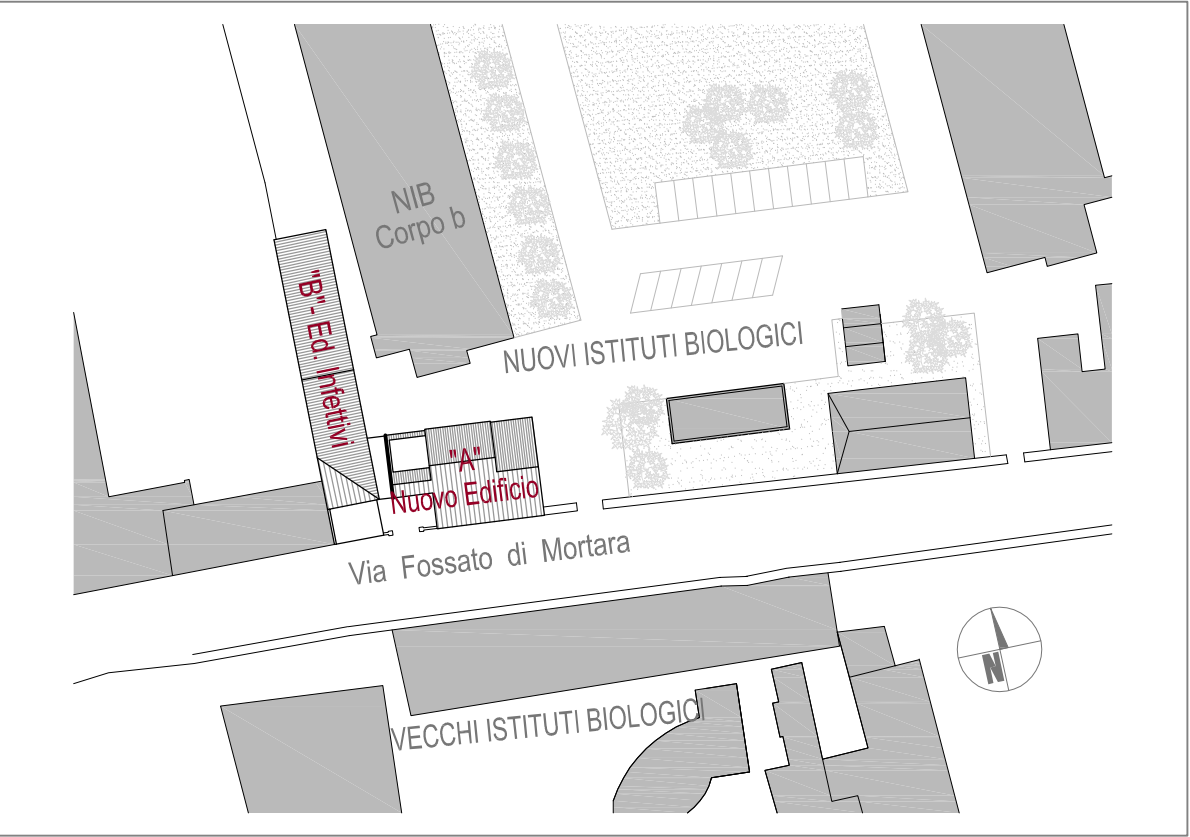 NIB
Corpo b
"B" - Ed. Infettivi
NUOVI ISTITUTI BIOLOGICI
"A"
Nuovo Edificio
Via Fossato di Mortara
N
VECCHI ISTITUTI BIOLOGICI